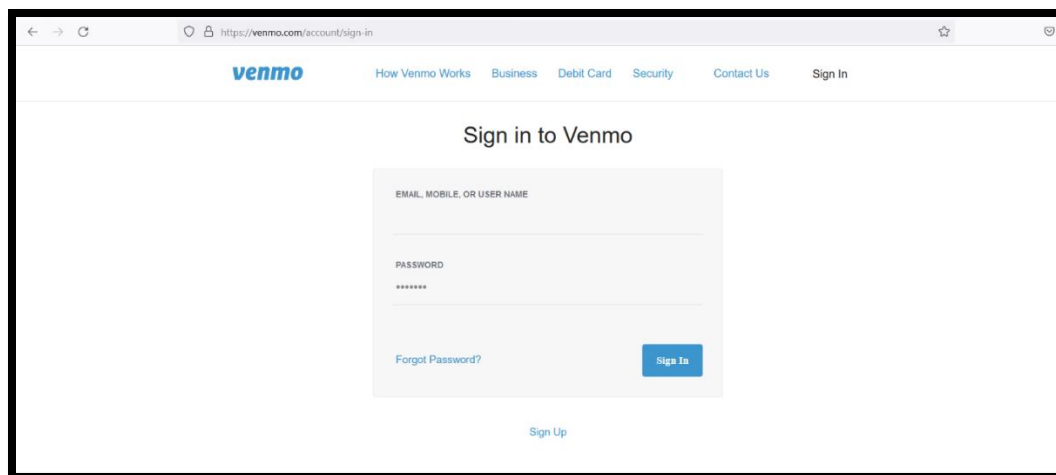 https://venmo.com/account/sign-in
venmo How Venmo Works Business Debit Card Security Contact Us Sign In
Sign in to Venmo
EMAIL, MOBILE, OR USER NAME
PASSWORD
•••••••
Forgot Password? Sign In
Sign Up